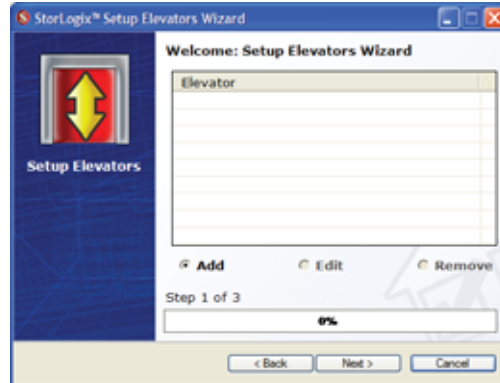 StorLogix™ Setup Elevators Wizard
Welcome: Setup Elevators Wizard
Elevator
Setup Elevators
Add Edit Remove
Step 1 of 3
0%
< Back Next > Cancel